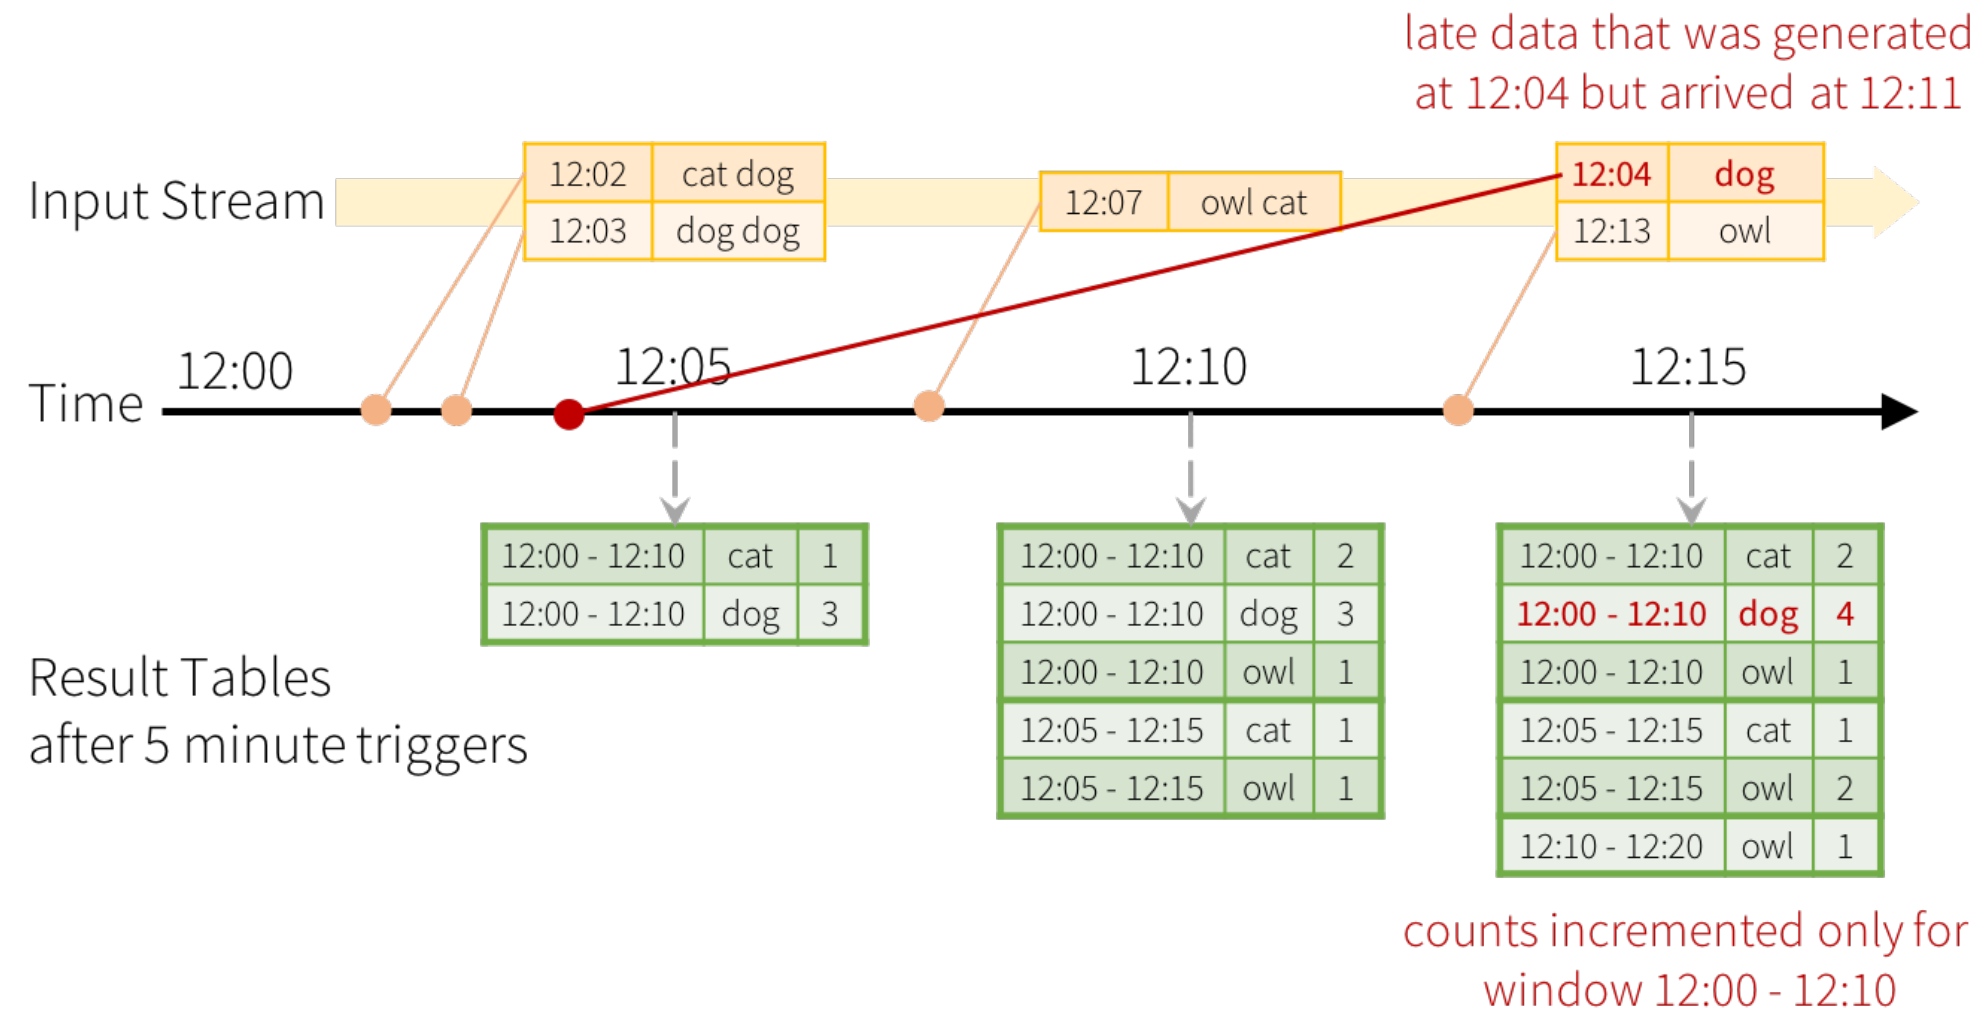 late data that was generated
at 12:04 but arrived at 12:11
Input Stream
12:02 cat dog
12:03 dog dog
12:07 owl cat
12:04 dog
12:13 owl
Time
12:00 12:05 12:10 12:15
12:00 - 12:10 cat 1
12:00 - 12:10 dog 3
12:00 - 12:10 cat 2
12:00 - 12:10 dog 3
12:00 - 12:10 owl 1
12:05 - 12:15 cat 1
12:05 - 12:15 owl 1
12:00 - 12:10 cat 2
12:00 - 12:10 dog 4
12:00 - 12:10 owl 1
12:05 - 12:15 cat 1
12:05 - 12:15 owl 2
12:10 - 12:20 owl 1
Result Tables
after 5 minute triggers
counts incremented only for
window 12:00 - 12:10